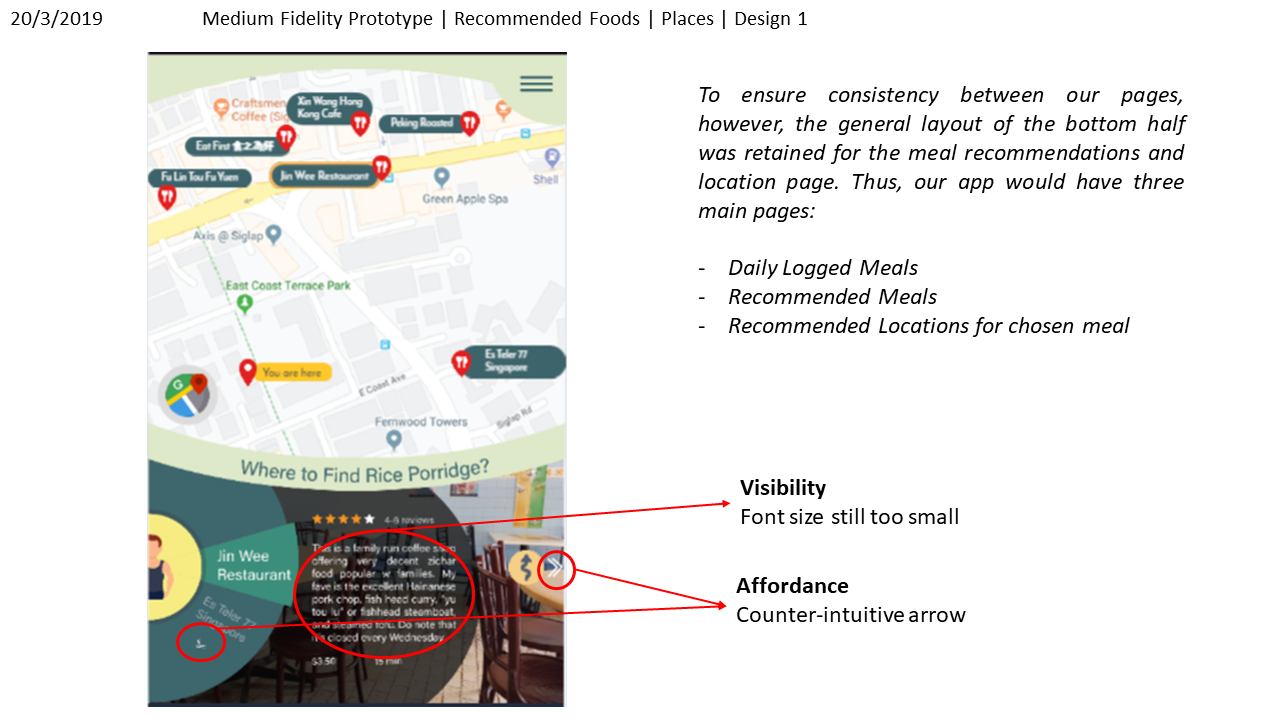 20/3/2019
Medium Fidelity Prototype | Recommended Foods | Places | Design 1
To ensure consistency between our pages,
however, the general layout of the bottom half
was retained for the meal recommendations and
location page. Thus, our app would have three
main pages:
- Daily Logged Meals
- Recommended Meals
- Recommended Locations for chosen meal
Craftsmen
Coffee (Sig
Xin Wang Hong
Kong Cafe
Peking Roasted
Eat First 食之為鮮
Fu Lin Tou Fu Yuen
Jin Wee Restaurant
Shell
Green Apple Spa
Axis @ Siglap
East Coast Terrace Park
Es Teler 77
Singapore
You are here
G
E Coast Ave
Siglap Rd
Fernwood Towers
Where to Find Rice Porridge?
4-6 reviews
This is a family run coffee shop
offering very decent zichar
food popular w families. My
fave is the excellent Hainanese
pork chop, fish head curry, "yu
tou lu" or fishhead steamboat,
and steamed tofu. Do note that
it's closed every Wednesday.
$3.50 15 min
Jin Wee
Restaurant
Es Teler 77
Singapore
Visibility
Font size still too small
Affordance
Counter-intuitive arrow